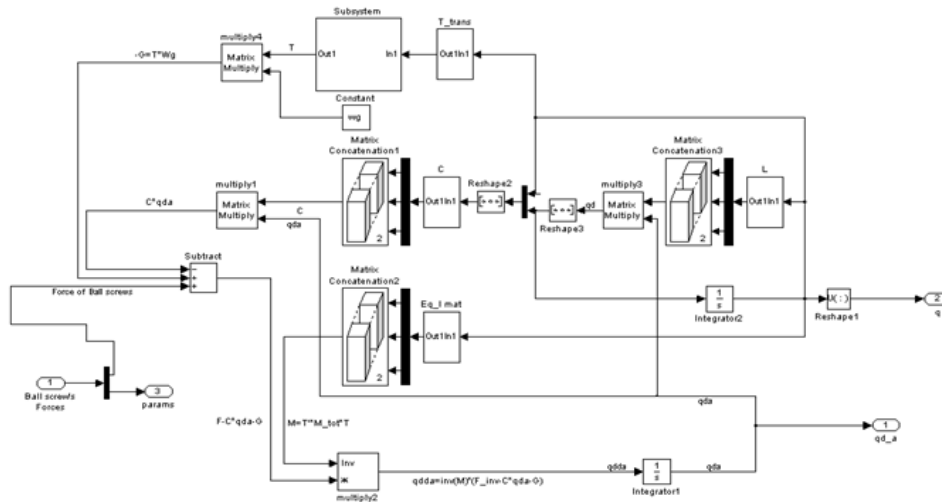 Subsystem
T_trans
multiply4
-G=T*Wg
Matrix
Multiply
T
Out1
In1
Out1In1
Constant
wg
Matrix
Concatenation1
C
Reshape2
multiply3
Matrix
Concatenation3
L
multiply1
C*qda
Matrix
Multiply
C
qda
2
Out1In1
qd
Reshape3
Matrix
Multiply
2
Out1In1
Subtract
Force of Ball screws
Matrix
Concatenation2
Eq_I mat
2
Out1In1
1
s
Integrator2
U(:)
Reshape1
2
q
1
Ball screw's
Forces
3
params
F-C*qda-G
M=T'*M_tot*T
qda
1
qd_a
Inv
multiply2
qdda=inv(M)*(F_inv-C*qda-G)
qdda
1
s
Integrator1
qda